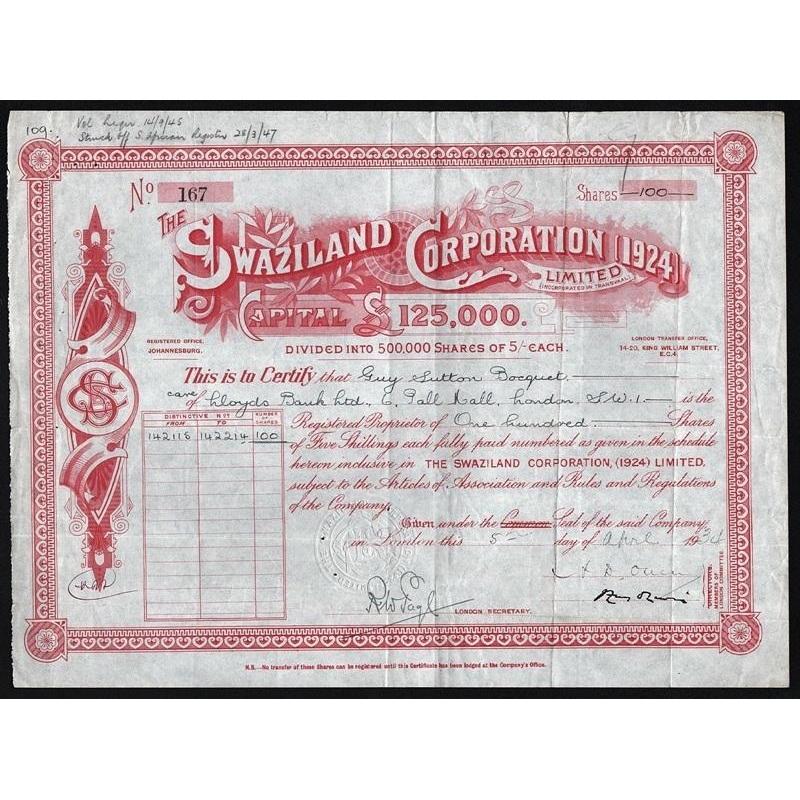 109.
Vol. Liqn 14/9/45
Struck off S. African Register 28/3/47
No. 167
Shares 100
THE
SWAZILAND CORPORATION (1924)
LIMITED
(INCORPORATED IN TRANSVAAL)
CAPITAL £125,000.
REGISTERED OFFICE,
JOHANNESBURG.
DIVIDED INTO 500,000 SHARES OF 5/- EACH.
LONDON TRANSFER OFFICE,
14-20, KING WILLIAM STREET,
E.C.4.
This is to Certify that Guy Sutton Bocquet.
care of Lloyds Bank Ltd, 6, Pall Mall, London, S.W.1 is the
Registered Proprietor of One hundred. Shares
of Five Shillings each fully paid numbered as given in the schedule
hereon inclusive in THE SWAZILAND CORPORATION, (1924) LIMITED,
subject to the Articles of Association and Rules and Regulations
of the Company.
DISTINCTIVE Nos
FROM TO
NUMBER OF SHARES
142115 142214 100
Given under the Common Seal of the said Company
in London this 5th day of April 1934
DIRECTORS.
MEMBERS OF
LONDON COMMITTEE.
LONDON SECRETARY.
N.B.—No transfer of these Shares can be registered until this Certificate has been lodged at the Company's Office.